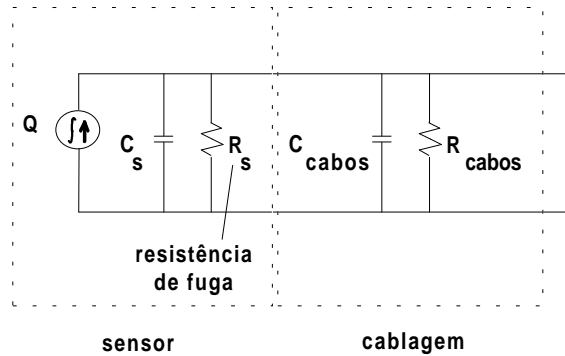 Q
C
s
R
s
C
cabos
R
cabos
resistência
de fuga
sensor
cablagem